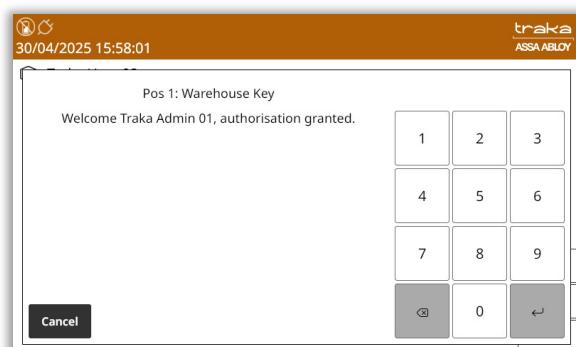 traka
30/04/2025 15:58:01
ASSA ABLOY
Pos 1: Warehouse Key
Welcome Traka Admin 01, authorisation granted.
1 2 3
4 5 6
7 8 9
0
Cancel